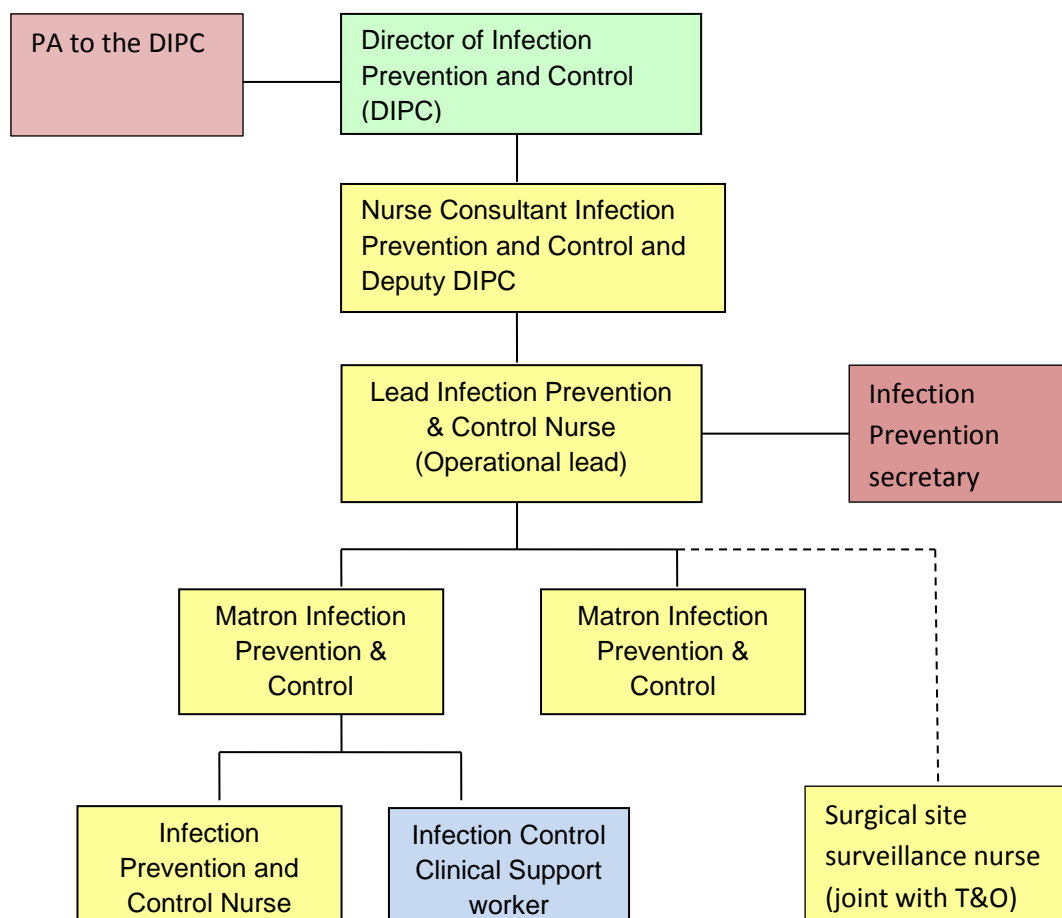 PA to the DIPC
Director of Infection
Prevention and Control
(DIPC)
Nurse Consultant Infection
Prevention and Control and
Deputy DIPC
Lead Infection Prevention
& Control Nurse
(Operational lead)
Infection
Prevention
secretary
Matron Infection
Prevention &
Control
Matron Infection
Prevention &
Control
Infection
Prevention and
Control Nurse
Infection Control
Clinical Support
worker
Surgical site
surveillance nurse
(joint with T&O)